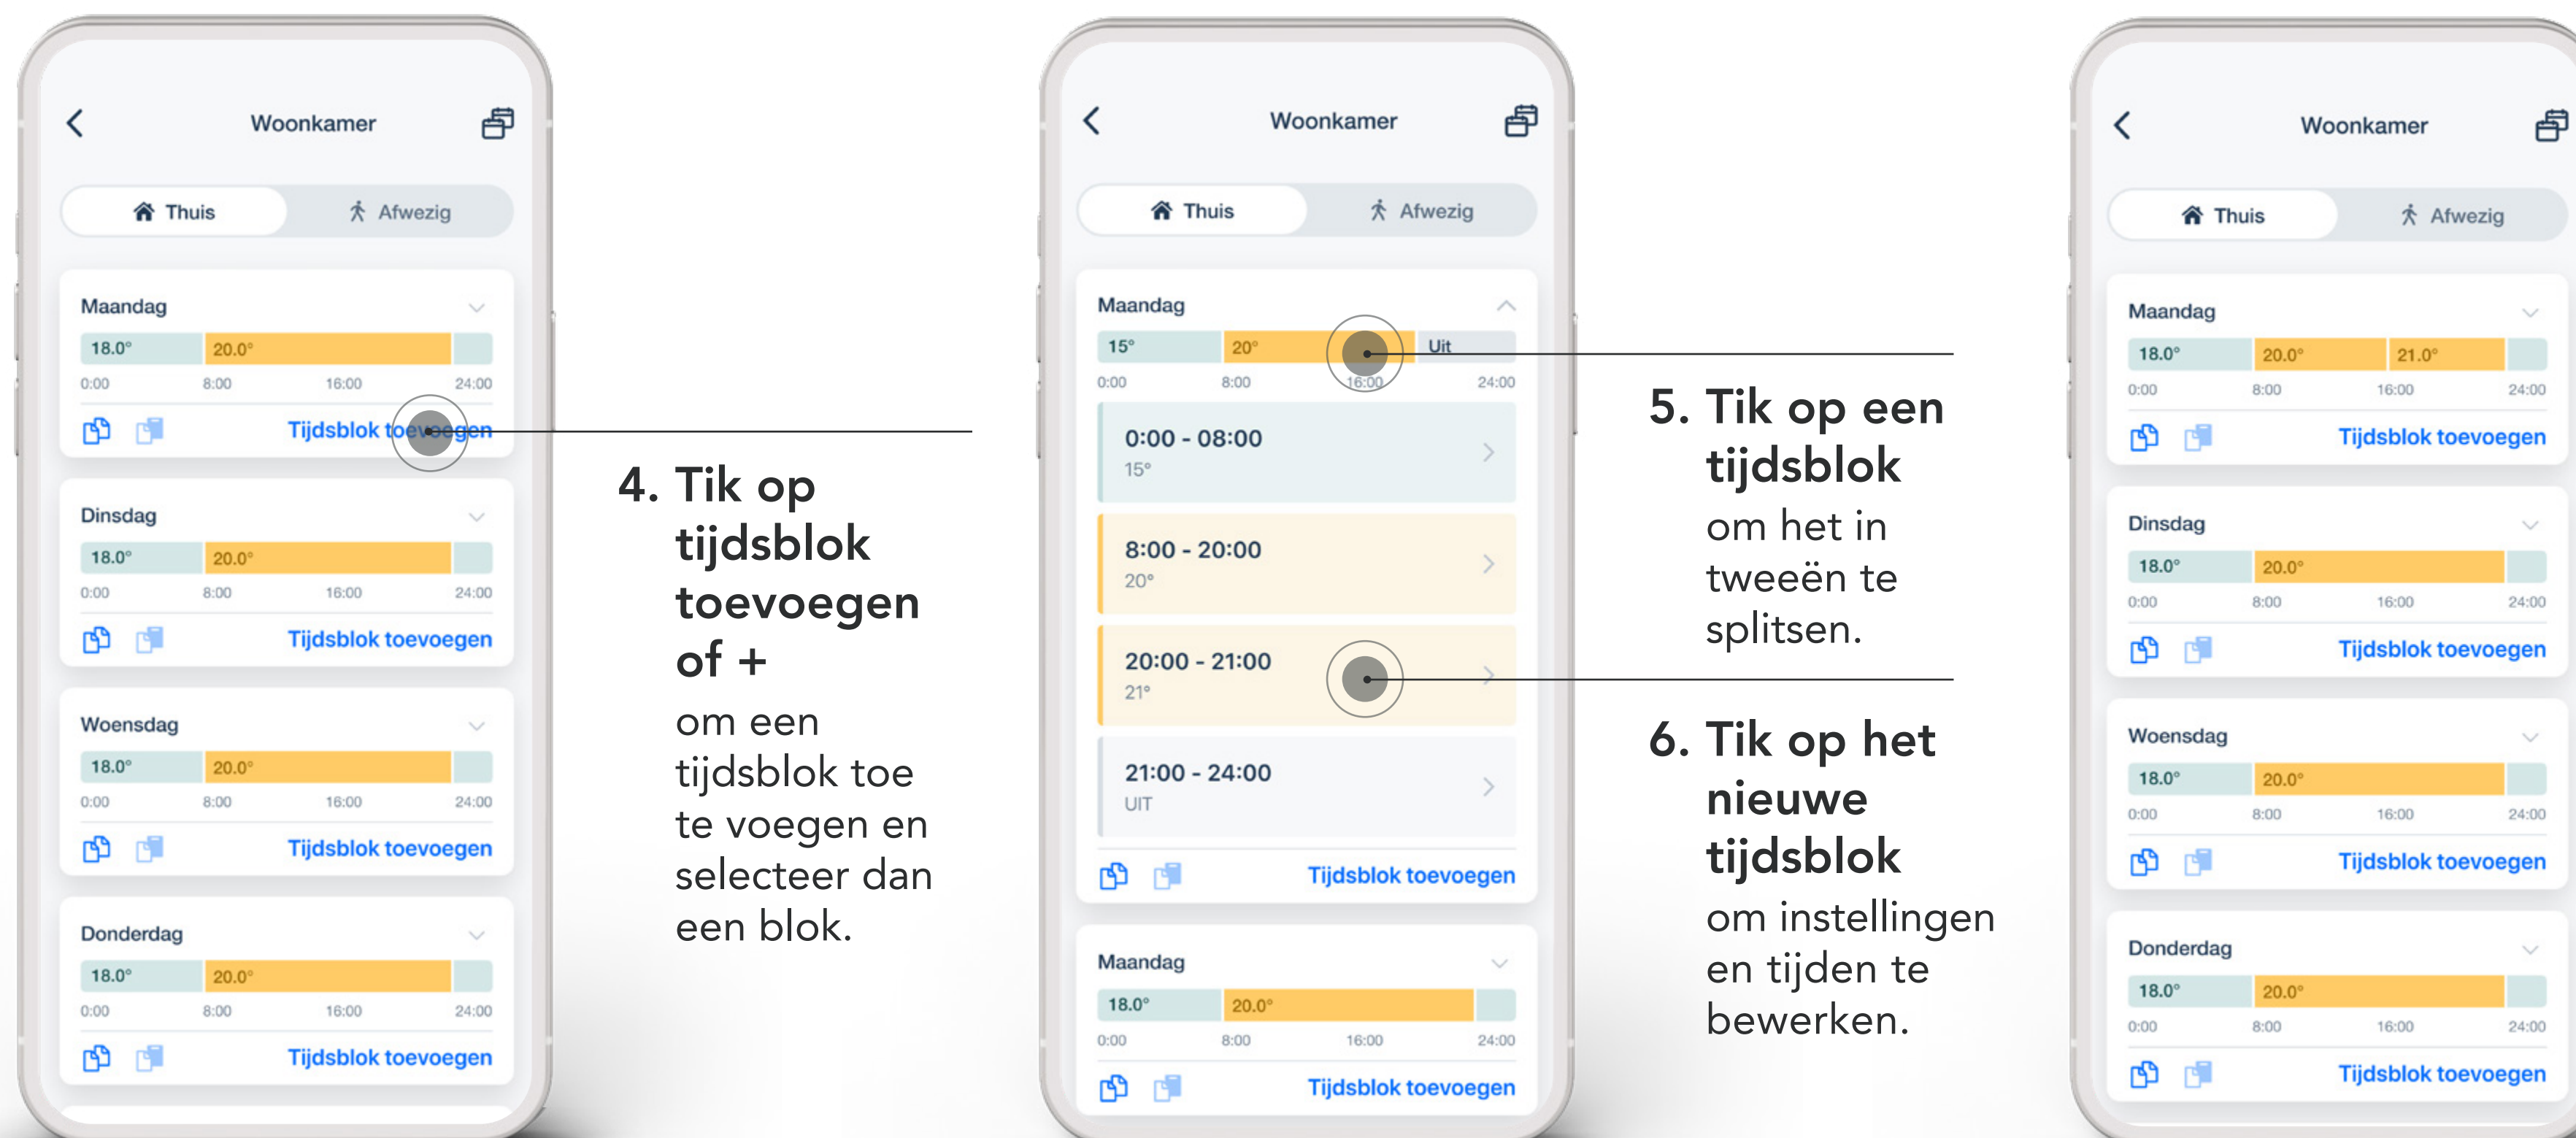 Woonkamer
Thuis
Afwezig
Maandag
18.0° 20.0°
0:00 8:00 16:00 24:00
Tijdsblok toevoegen
Dinsdag
18.0° 20.0°
0:00 8:00 16:00 24:00
Tijdsblok toevoegen
Woensdag
18.0° 20.0°
0:00 8:00 16:00 24:00
Tijdsblok toevoegen
Donderdag
18.0° 20.0°
0:00 8:00 16:00 24:00
Tijdsblok toevoegen
4. Tik op
tijdsblok
toevoegen
of +
om een
tijdsblok toe
te voegen en
selecteer dan
een blok.
Woonkamer
Thuis
Afwezig
Maandag
15° 20° Uit
0:00 8:00 16:00 24:00
0:00 - 08:00
15°
8:00 - 20:00
20°
20:00 - 21:00
21°
21:00 - 24:00
UIT
Tijdsblok toevoegen
Maandag
18.0° 20.0°
0:00 8:00 16:00 24:00
Tijdsblok toevoegen
5. Tik op een
tijdsblok
om het in
tweeën te
splitsen.
6. Tik op het
nieuwe
tijdsblok
om instellingen
en tijden te
bewerken.
Woonkamer
Thuis
Afwezig
Maandag
18.0° 20.0° 21.0°
0:00 8:00 16:00 24:00
Tijdsblok toevoegen
Dinsdag
18.0° 20.0°
0:00 8:00 16:00 24:00
Tijdsblok toevoegen
Woensdag
18.0° 20.0°
0:00 8:00 16:00 24:00
Tijdsblok toevoegen
Donderdag
18.0° 20.0°
0:00 8:00 16:00 24:00
Tijdsblok toevoegen